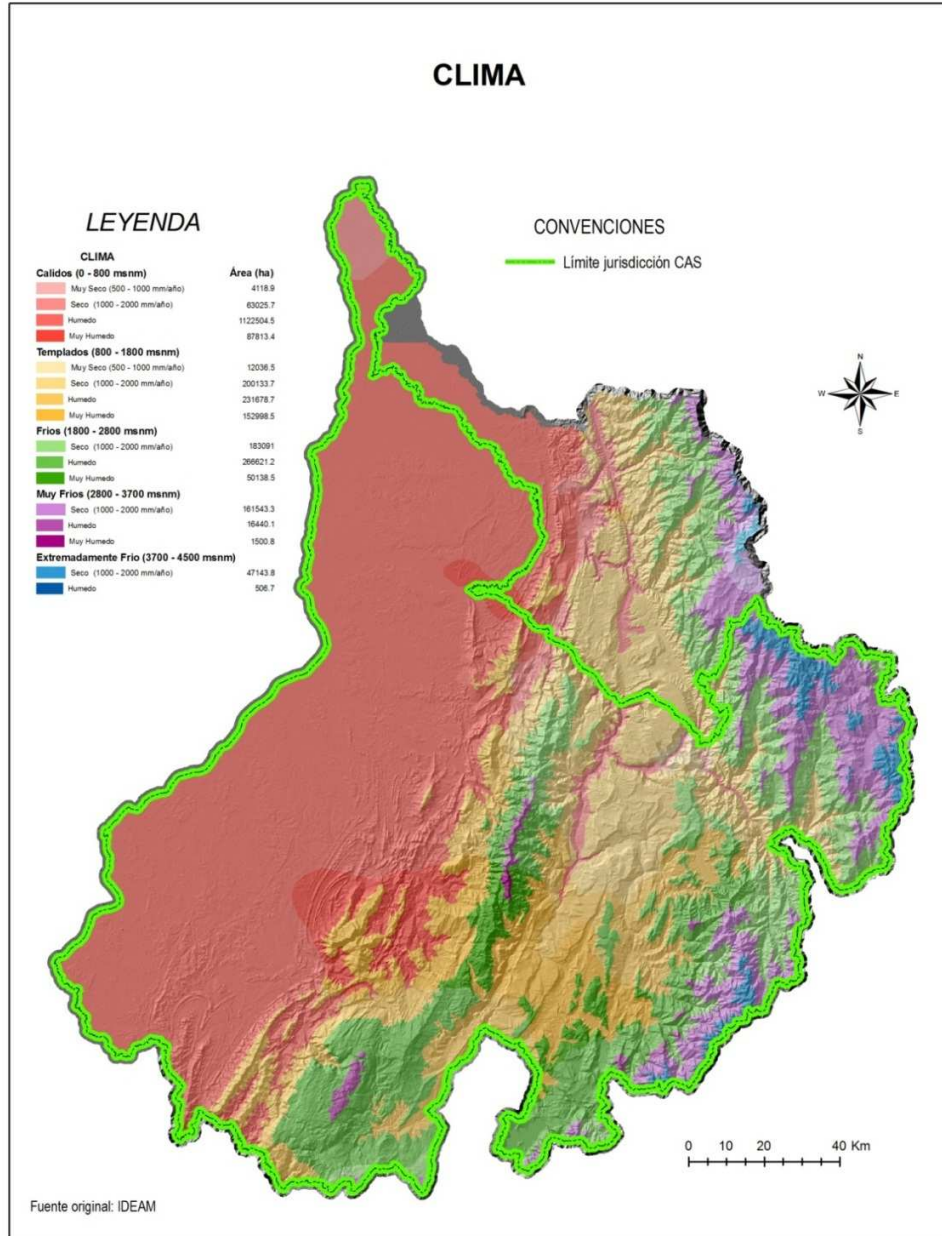 CLIMA
LEYENDA
CLIMA
Calidos (0 - 800 msnm) Área (ha)
Muy Seco (500 - 1000 mm/año) 4118.9
Seco (1000 - 2000 mm/año) 63025.7
Humedo 1122504.5
Muy Humedo 87813.4
Templados (800 - 1800 msnm)
Muy Seco (500 - 1000 mm/año) 12036.5
Seco (1000 - 2000 mm/año) 200133.7
Humedo 231678.7
Muy Humedo 152998.5
Frios (1800 - 2800 msnm)
Seco (1000 - 2000 mm/año) 183091
Humedo 266621.2
Muy Humedo 50138.5
Muy Frios (2800 - 3700 msnm)
Seco (1000 - 2000 mm/año) 161543.3
Humedo 16440.1
Muy Humedo 1500.8
Extremadamente Frio (3700 - 4500 msnm)
Seco (1000 - 2000 mm/año) 47143.8
Humedo 506.7
CONVENCIONES
Límite jurisdicción CAS
N
W E
S
0 10 20 40 Km
Fuente original: IDEAM